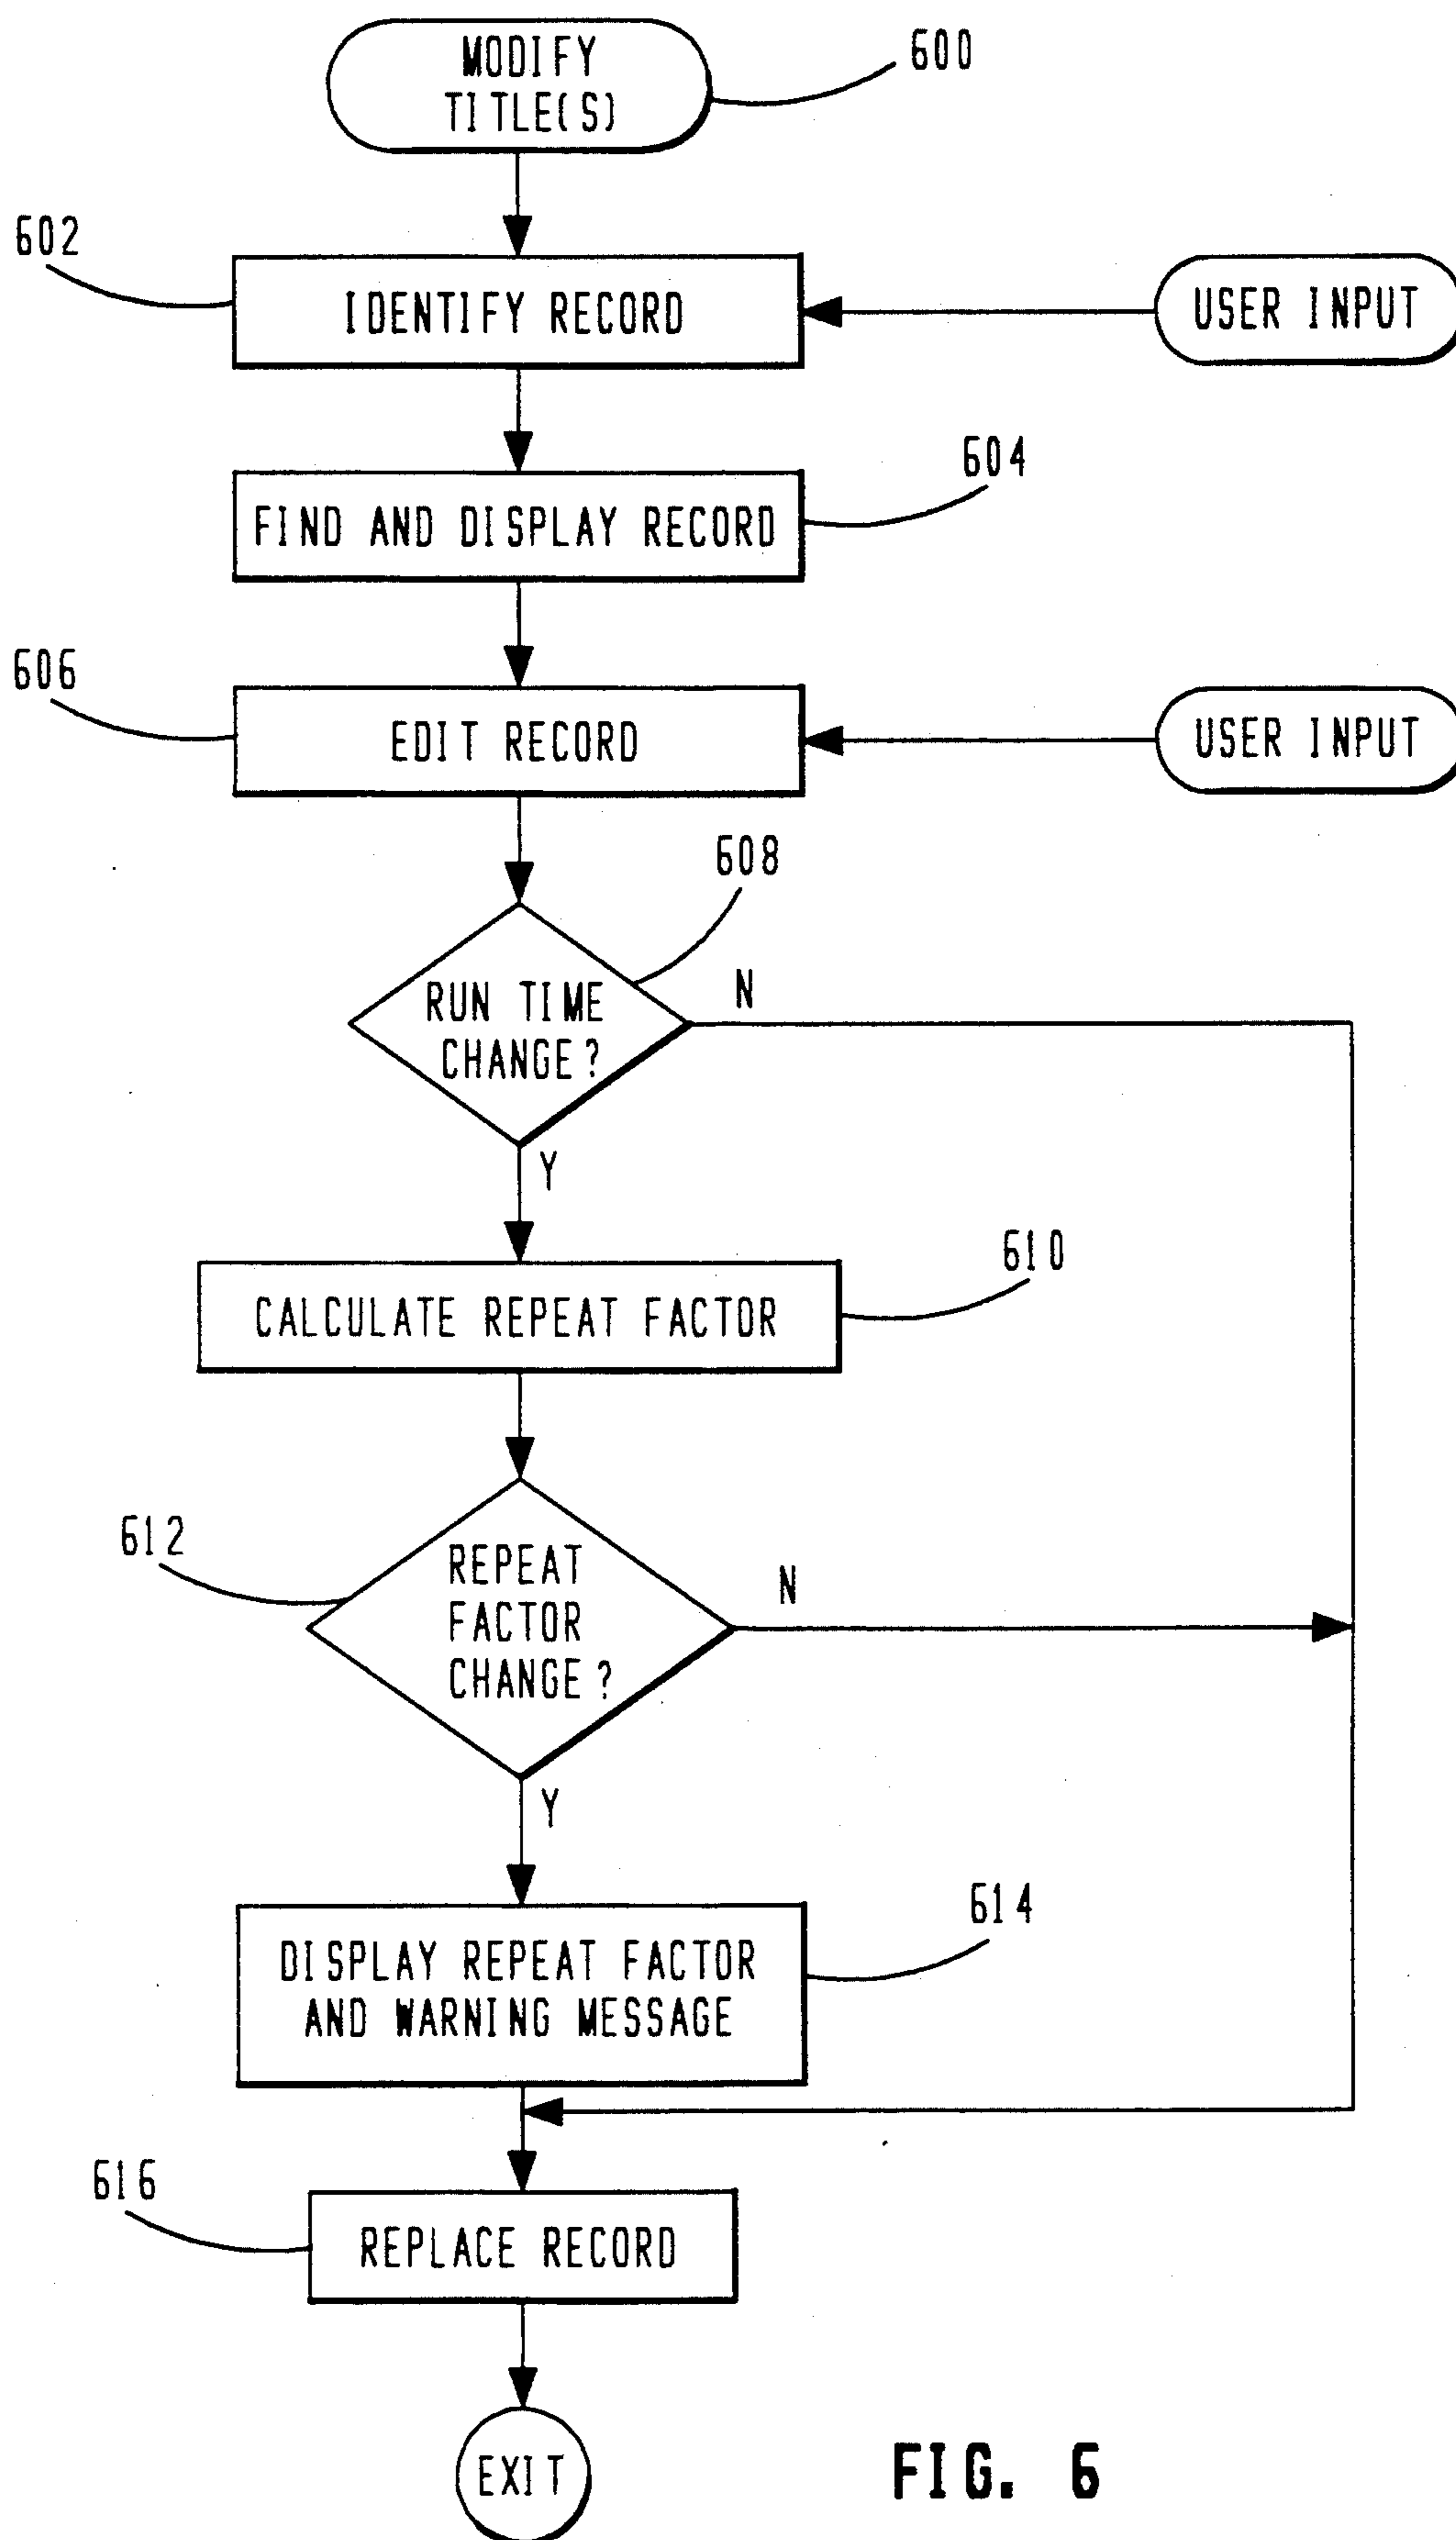 MODIFY
TITLE(S)
600
602
IDENTIFY RECORD
USER INPUT
604
FIND AND DISPLAY RECORD
606
EDIT RECORD
USER INPUT
608
RUN TIME
CHANGE?
N
Y
610
CALCULATE REPEAT FACTOR
612
REPEAT
FACTOR
CHANGE?
N
Y
614
DISPLAY REPEAT FACTOR
AND WARNING MESSAGE
616
REPLACE RECORD
EXIT
FIG. 6